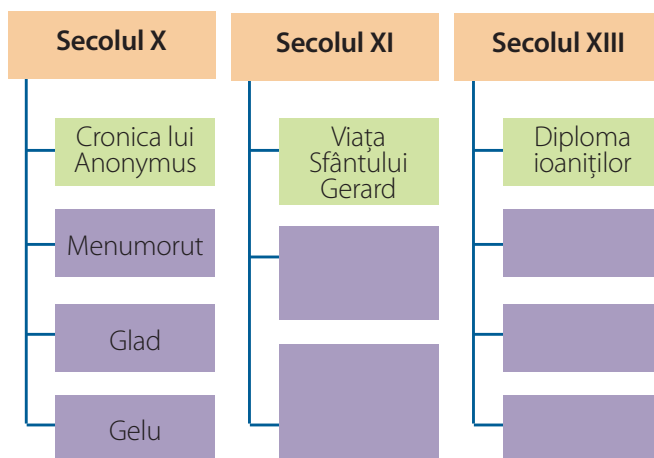 Secolul X
Cronica lui
Anonymus
Menumorut
Glad
Gelu
Secolul XI
Viața
Sfântului
Gerard
Secolul XIII
Diploma
ioaniților